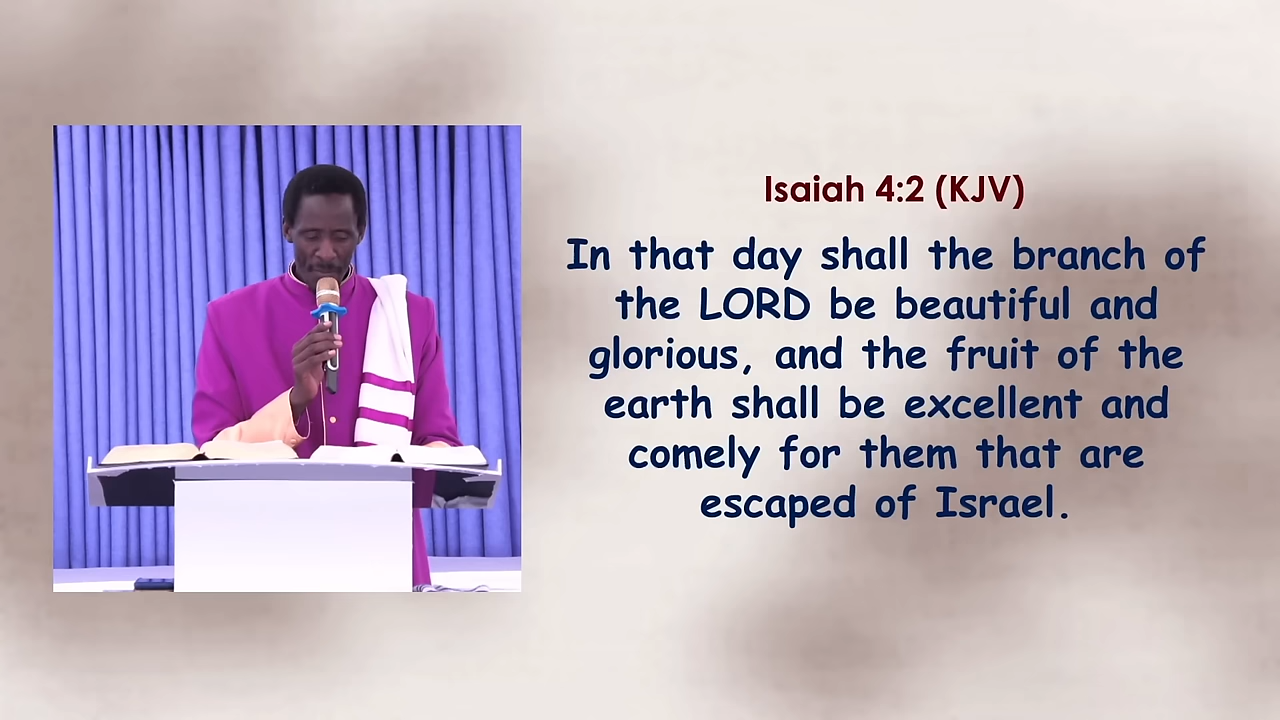 Isaiah 4:2 (KJV)
In that day shall the branch of
the LORD be beautiful and
glorious, and the fruit of the
earth shall be excellent and
comely for them that are
escaped of Israel.